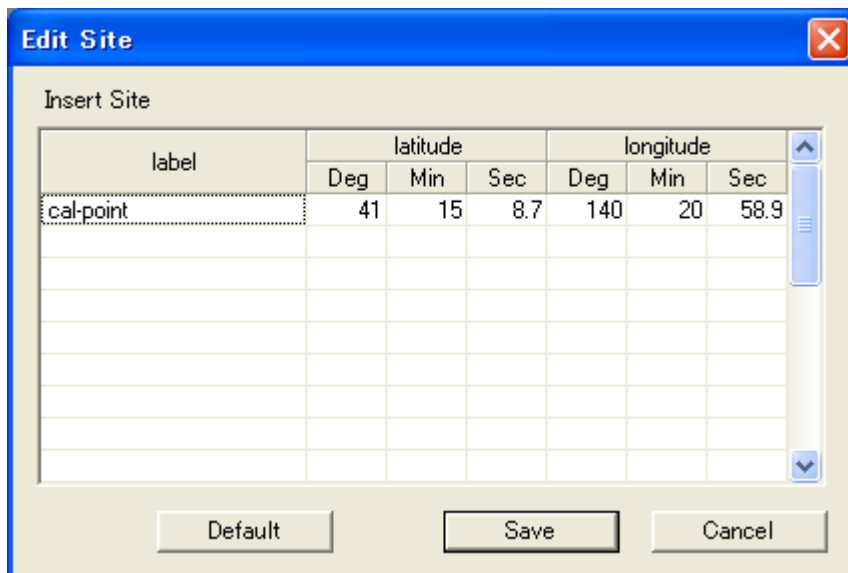 Edit Site
Insert Site
label latitude longitude
Deg Min Sec Deg Min Sec
cal-point 41 15 8.7 140 20 58.9
Default Save Cancel